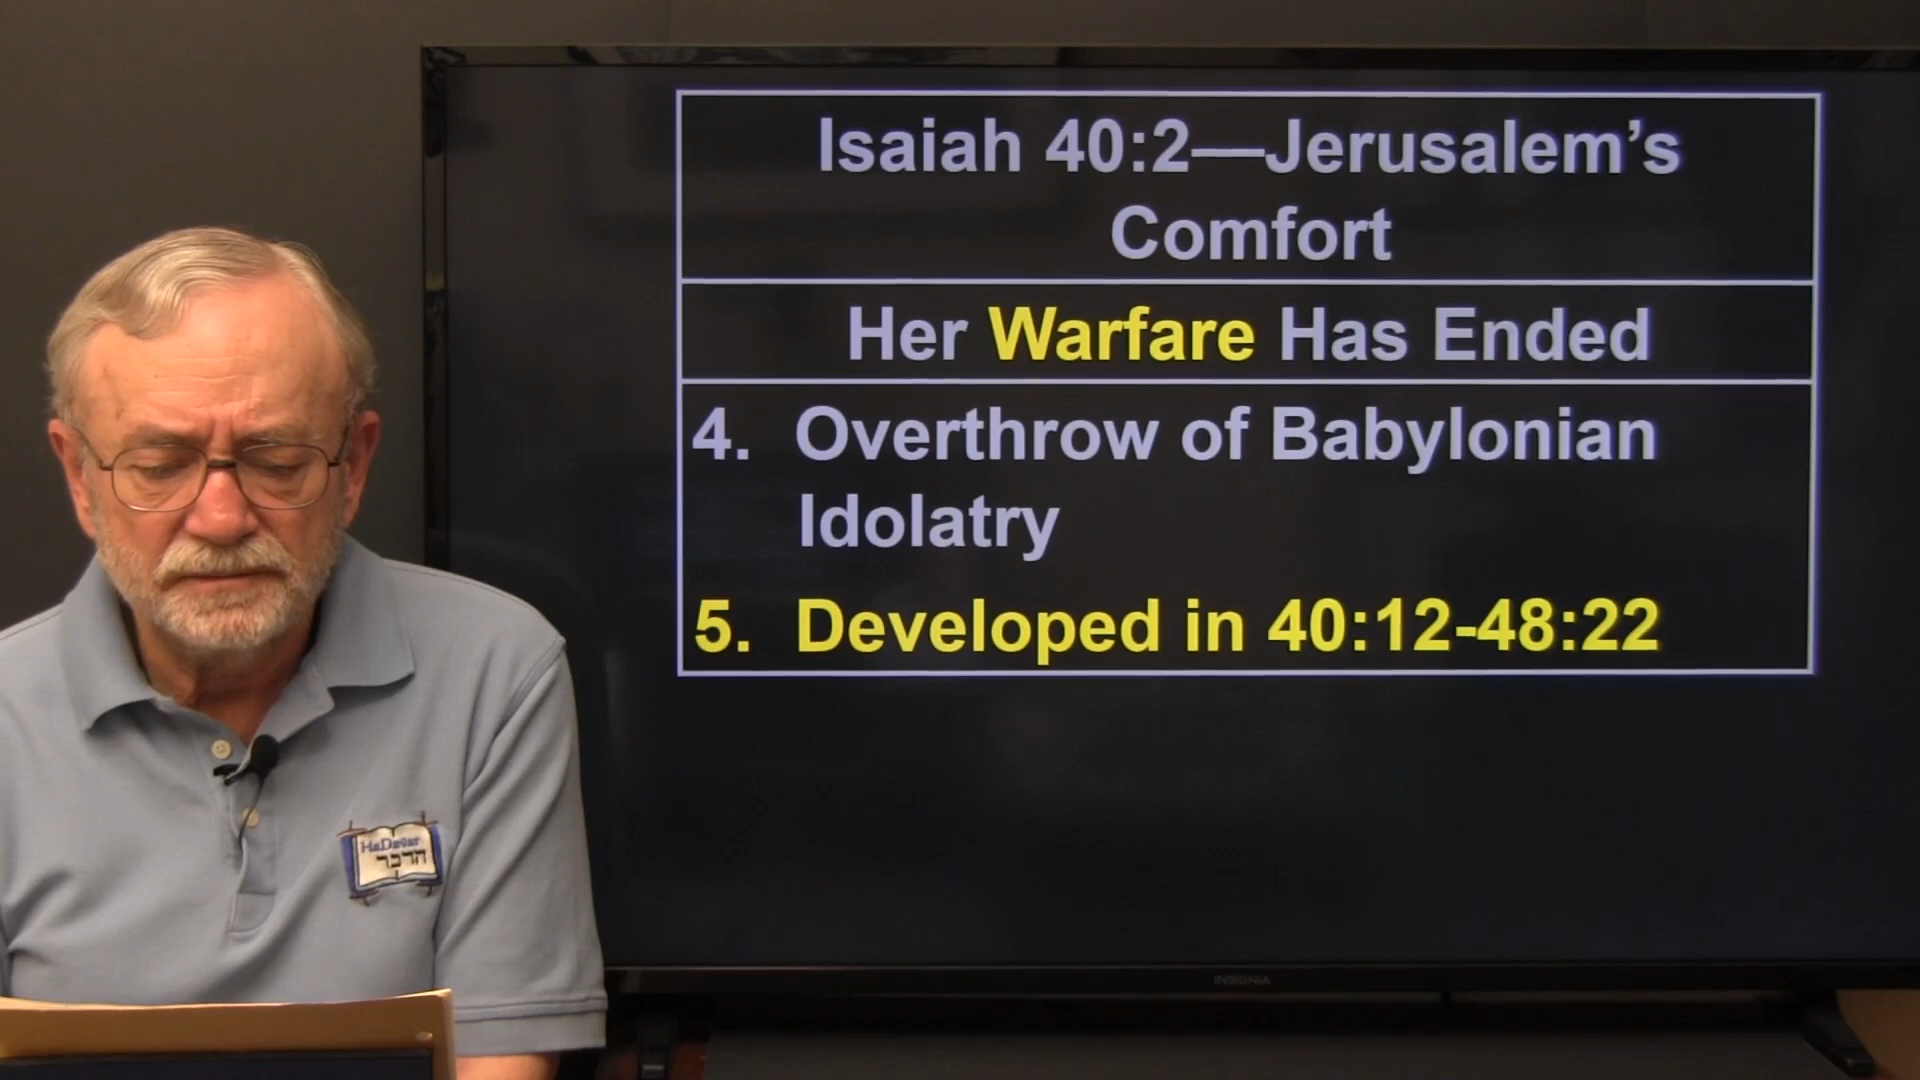 Isaiah 40:2—Jerusalem’s
Comfort
Her Warfare Has Ended
4. Overthrow of Babylonian
Idolatry
5. Developed in 40:12-48:22
HaDavar
הדבר
INSIGNIA